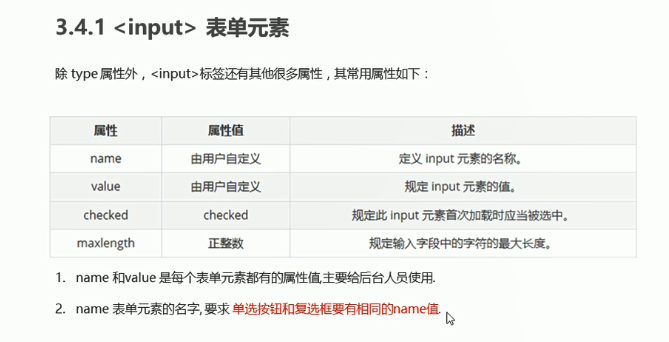 3.4.1 <input> 表单元素
除 type 属性外，<input>标签还有其他很多属性，其常用属性如下：
属性 属性值 描述
name 由用户自定义 定义 input 元素的名称。
value 由用户自定义 规定 input 元素的值。
checked checked 规定此 input 元素首次加载时应当被选中。
maxlength 正整数 规定输入字段中的字符的最大长度。
1. name 和value 是每个表单元素都有的属性值,主要给后台人员使用.
2. name 表单元素的名字, 要求 单选按钮和复选框要有相同的name值.